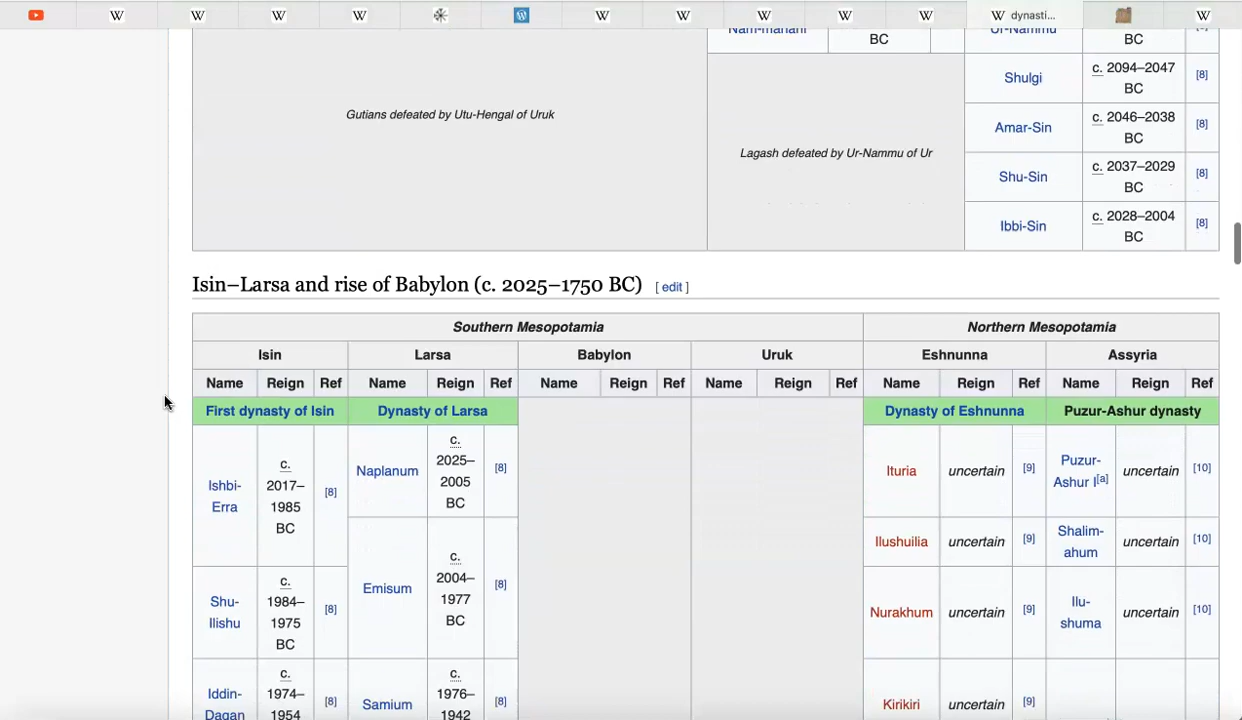 dynasti...
Nam-mahani
BC
Ur-Nammu
BC
Shulgi
c. 2094–2047
BC
[8]
Gutians defeated by Utu-Hengal of Uruk
Amar-Sin
c. 2046–2038
BC
[8]
Lagash defeated by Ur-Nammu of Ur
Shu-Sin
c. 2037–2029
BC
[8]
Ibbi-Sin
c. 2028–2004
BC
[8]
Isin–Larsa and rise of Babylon (c. 2025–1750 BC) [ edit ]
Southern Mesopotamia Northern Mesopotamia
Isin Larsa Babylon Uruk Eshnunna Assyria
Name Reign Ref Name Reign Ref Name Reign Ref Name Reign Ref Name Reign Ref Name Reign Ref
First dynasty of Isin Dynasty of Larsa Dynasty of Eshnunna Puzur-Ashur dynasty
Ishbi-
Erra
c.
2017–
1985
BC
[8]
Naplanum
c.
2025–
2005
BC
[8]
Ituria uncertain [9]
Puzur-
Ashur I[a]
uncertain [10]
Emisum
c.
2004–
1977
BC
[8]
Ilushuilia uncertain [9]
Shalim-
ahum
uncertain [10]
Shu-
Ilishu
c.
1984–
1975
BC
[8]
Nurakhum uncertain [9]
Ilu-
shuma
uncertain [10]
Iddin-
Dagan
c.
1974–
1954
[8]
Samium
c.
1976–
1942
[8]
Kirikiri uncertain [9]